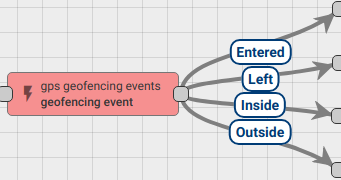 gps geofencing events
geofencing event
Entered
Left
Inside
Outside